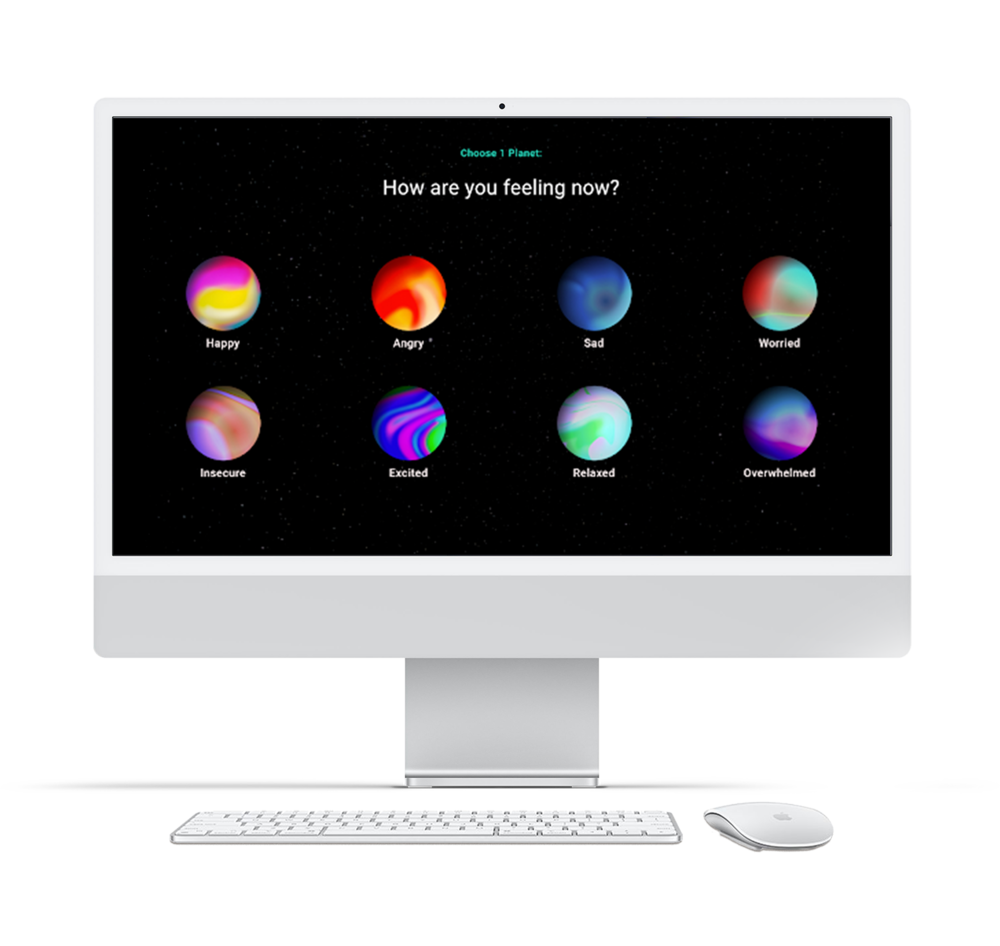 Choose 1 Planet:
How are you feeling now?
Happy
Angry
Sad
Worried
Insecure
Excited
Relaxed
Overwhelmed